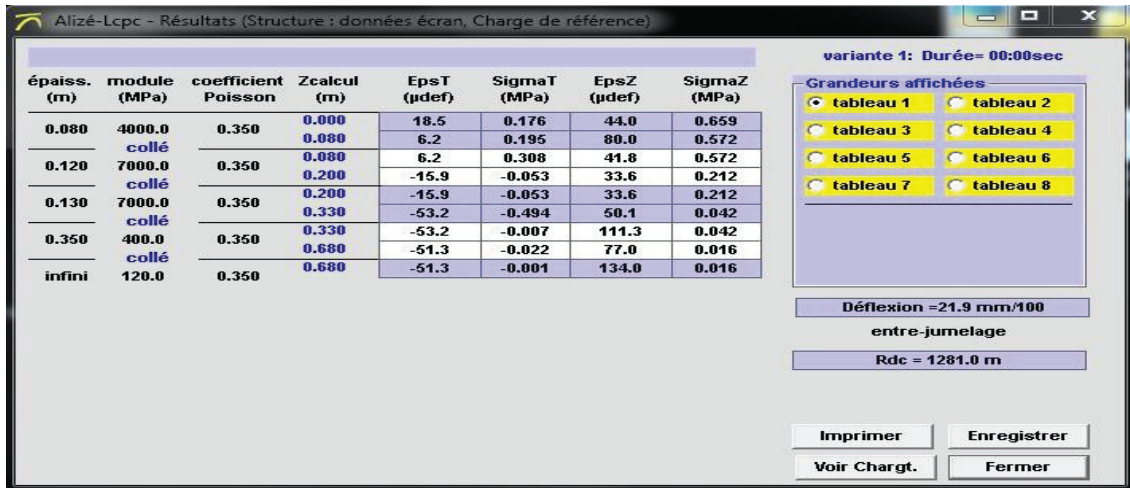 Alizé-Lcpc - Résultats (Structure : données écran, Charge de référence)
variante 1: Durée= 00:00sec
épaiss. module coefficient Zcalcul EpsT SigmaT EpsZ SigmaZ
(m) (MPa) Poisson (m) (µdef) (MPa) (µdef) (MPa)
0.000 18.5 0.176 44.0 0.659
0.080 4000.0 0.350
0.080 6.2 0.195 80.0 0.572
collé
0.080 6.2 0.308 41.8 0.572
0.120 7000.0 0.350
0.200 -15.9 -0.053 33.6 0.212
collé
0.200 -15.9 -0.053 33.6 0.212
0.130 7000.0 0.350
0.330 -53.2 -0.494 50.1 0.042
collé
0.330 -53.2 -0.007 111.3 0.042
0.350 400.0 0.350
0.680 -51.3 -0.022 77.0 0.016
collé
0.680 -51.3 -0.001 134.0 0.016
infini 120.0 0.350
Grandeurs affichées
tableau 1 tableau 2
tableau 3 tableau 4
tableau 5 tableau 6
tableau 7 tableau 8
Déflexion =21.9 mm/100
entre-jumelage
Rdc = 1281.0 m
Imprimer Enregistrer
Voir Chargt. Fermer